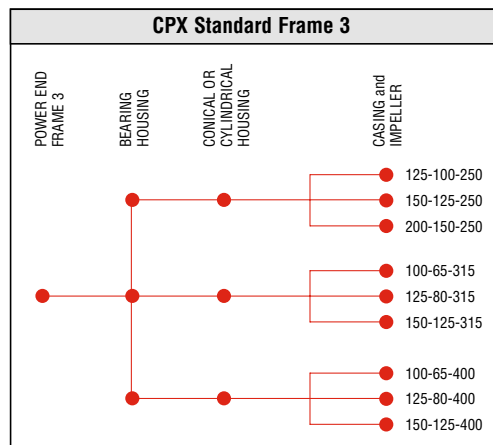 CPX Standard Frame 3
POWER END
FRAME 3
BEARING
HOUSING
CONICAL OR
CYLINDRICAL
HOUSING
CASING and
IMPELLER
125-100-250
150-125-250
200-150-250
100-65-315
125-80-315
150-125-315
100-65-400
125-80-400
150-125-400